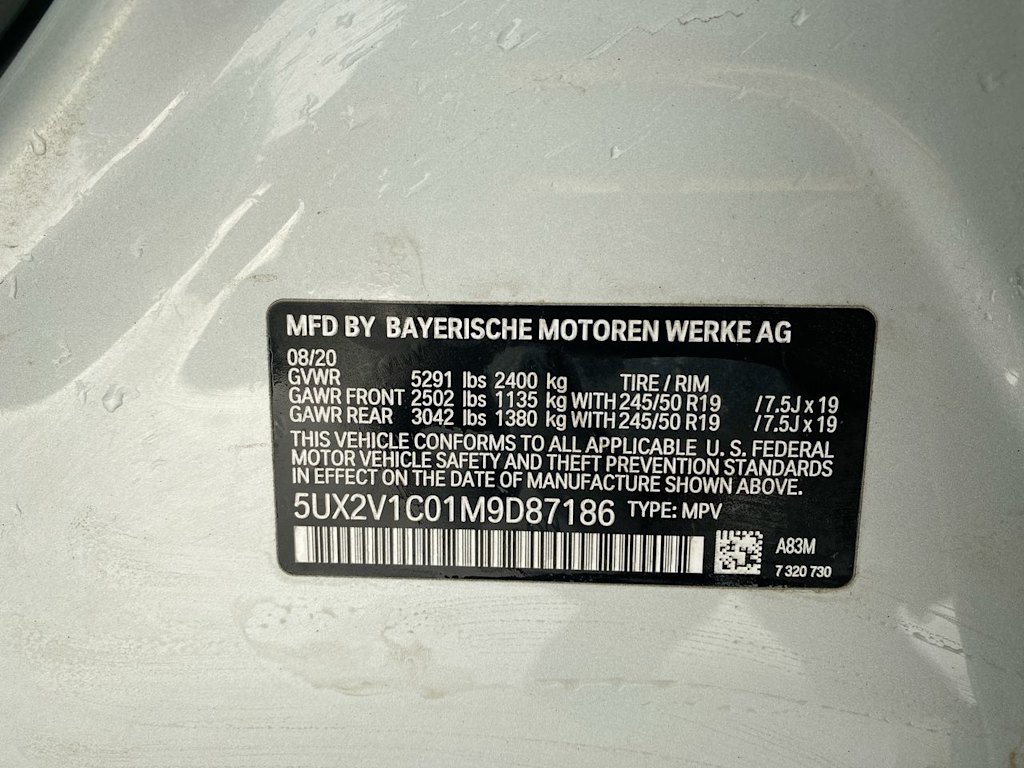 MFD BY BAYERISCHE MOTOREN WERKE AG
08/20
GVWR 5291 lbs 2400 kg TIRE / RIM
GAWR FRONT 2502 lbs 1135 kg WITH 245/50 R19 / 7.5J x 19
GAWR REAR 3042 lbs 1380 kg WITH 245/50 R19 / 7.5J x 19
THIS VEHICLE CONFORMS TO ALL APPLICABLE U. S. FEDERAL
MOTOR VEHICLE SAFETY AND THEFT PREVENTION STANDARDS
IN EFFECT ON THE DATE OF MANUFACTURE SHOWN ABOVE.
5UX2V1C01M9D87186 TYPE: MPV
A83M
7 320 730